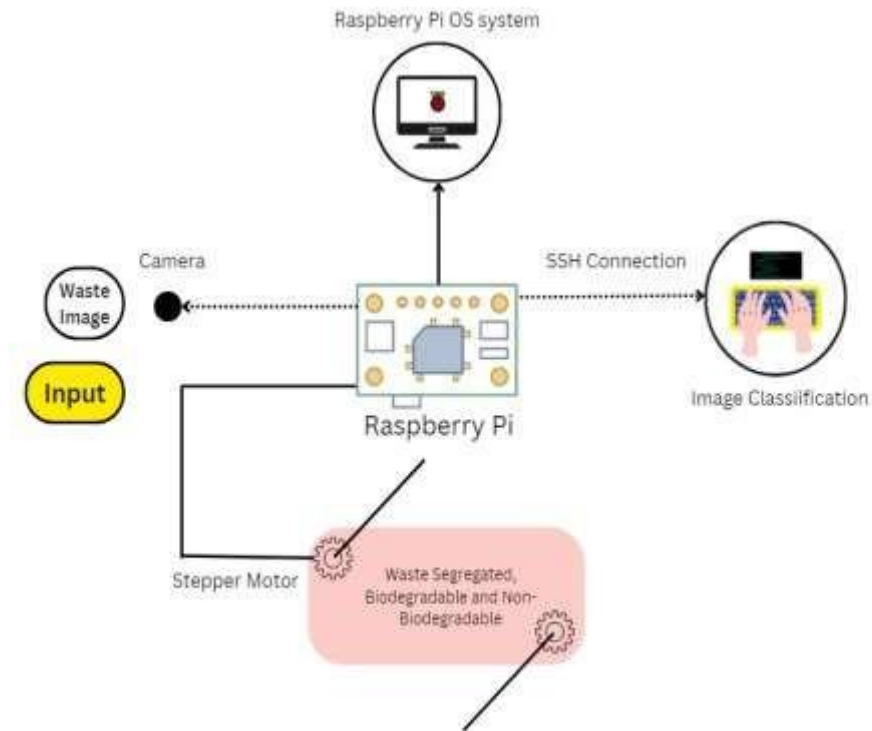 Raspberry Pi OS system
Camera
SSH Connection
Waste
Image
Input
Image Classiification
Raspberry Pi
Stepper Motor
Waste Segregated,
Biodegradable and Non-
Biodegradable